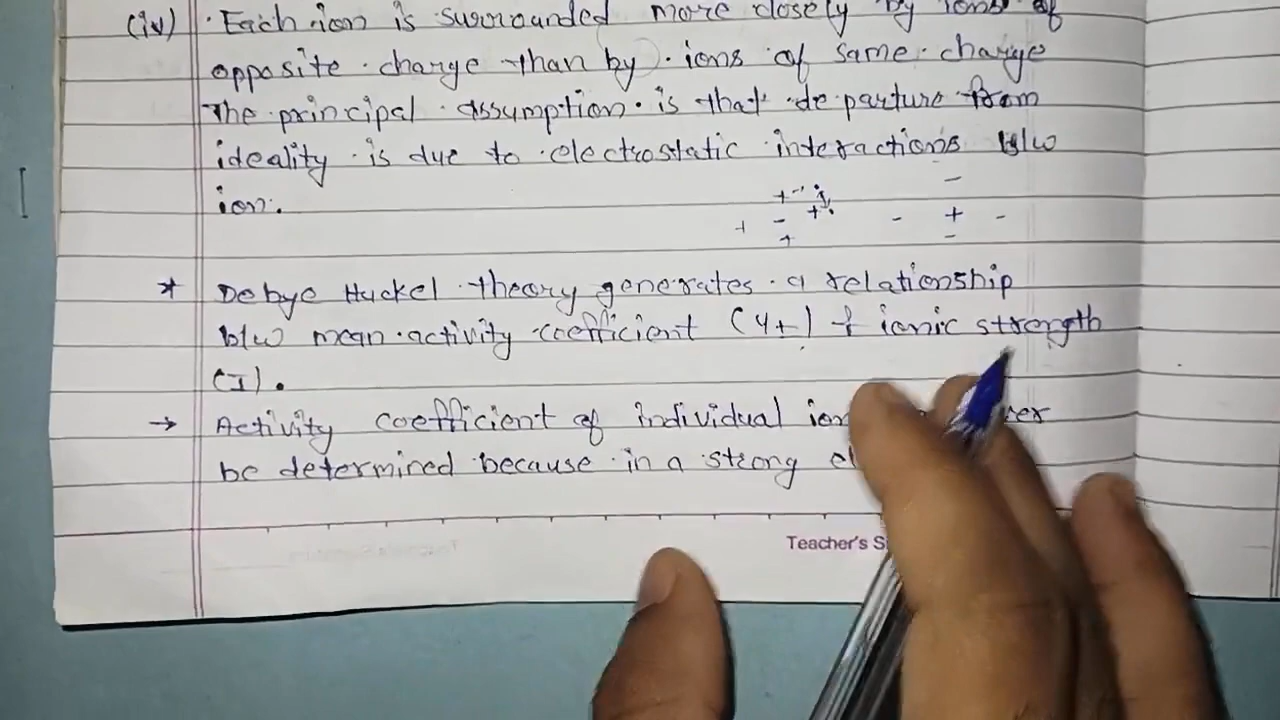 (iv) Each ion is surrounded more closely by ions of
opposite charge than by ions of same charge
The principal assumption is that departure from
ideality is due to electrostatic interactions b/w
ion.
* Debye Huckel theory generates a relationship
b/w mean activity coefficient (γ±) & ionic strength
(I).
→ Activity coefficient of individual ion
be determined because in a strong
Teacher's